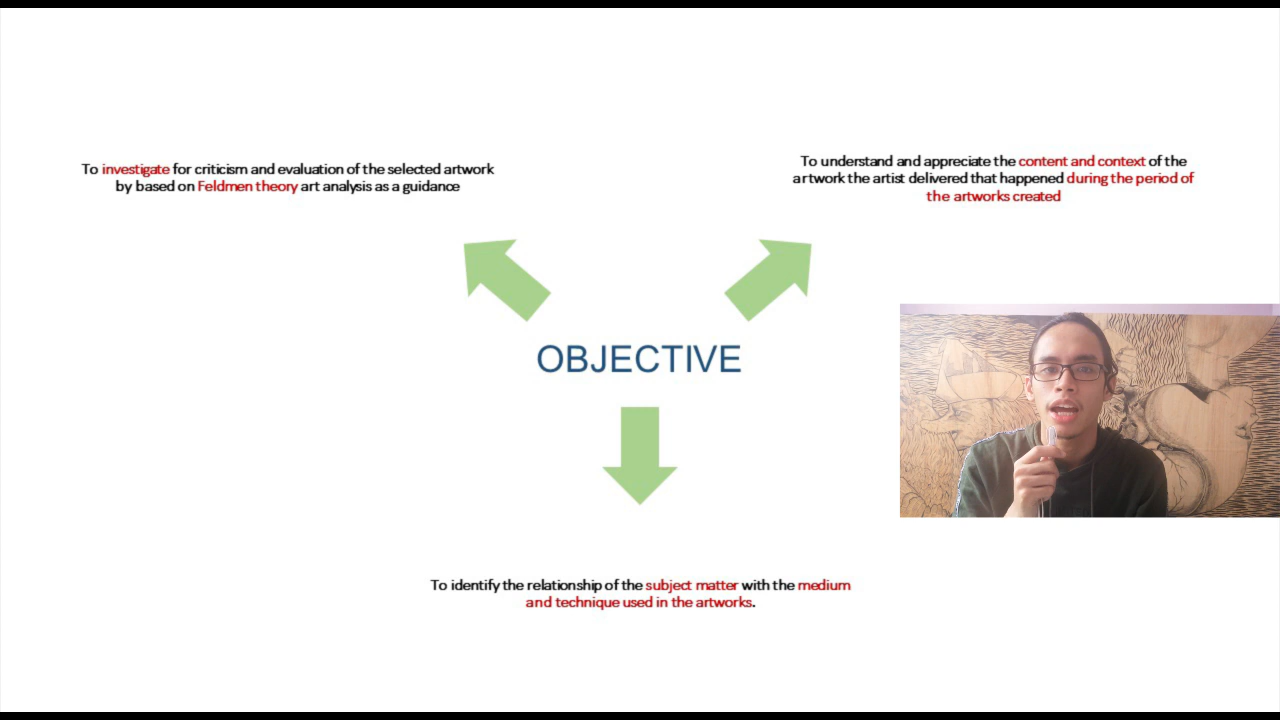 To investigate for criticism and evaluation of the selected artwork
by based on Feldmen theory art analysis as a guidance
To understand and appreciate the content and context of the
artwork the artist delivered that happened during the period of
the artworks created
OBJECTIVE
To identify the relationship of the subject matter with the medium
and technique used in the artworks.